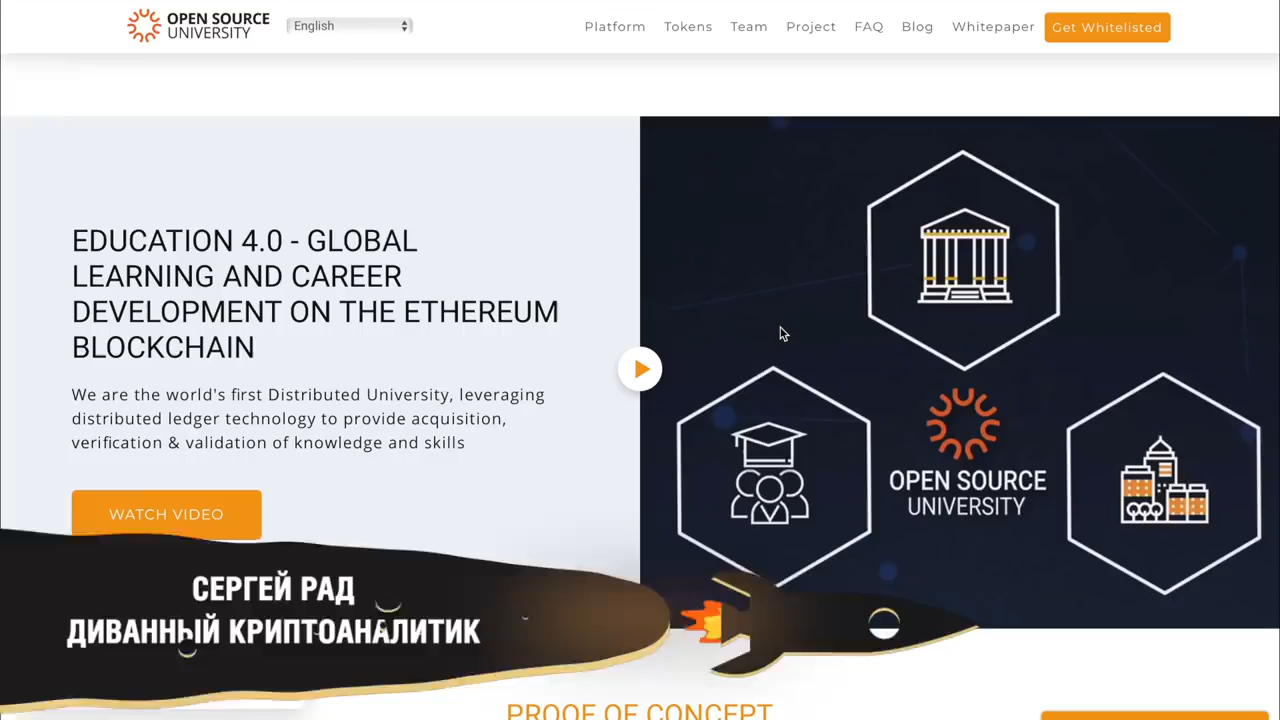 OPEN SOURCE
UNIVERSITY
English
Platform
Tokens
Team
Project
FAQ
Blog
Whitepaper
Get Whitelisted
EDUCATION 4.0 - GLOBAL
LEARNING AND CAREER
DEVELOPMENT ON THE ETHEREUM
BLOCKCHAIN
We are the world's first Distributed University, leveraging
distributed ledger technology to provide acquisition,
verification & validation of knowledge and skills
WATCH VIDEO
OPEN SOURCE
UNIVERSITY
СЕРГЕЙ РАД
ДИВАННЫЙ КРИПТОАНАЛИТИК
PROOF OF CONCEPT